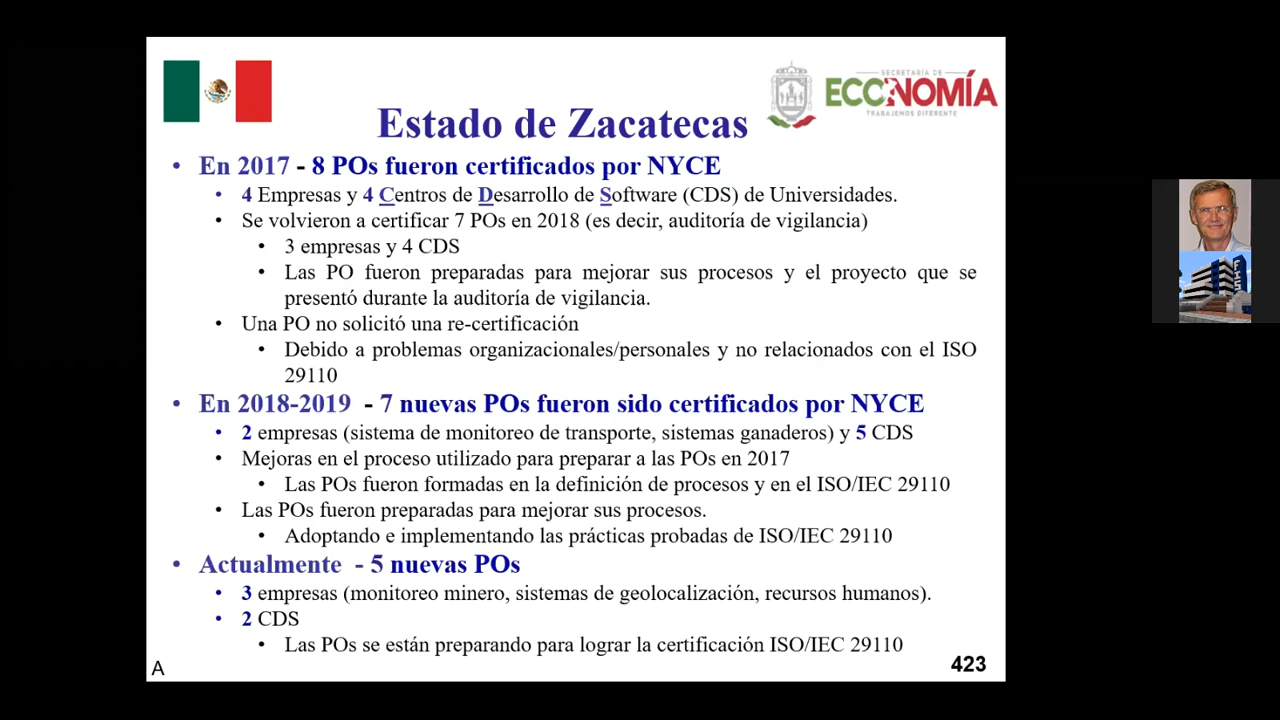 SECRETARÍA DE
ECONOMÍA
TRABAJEMOS DIFERENTE
Estado de Zacatecas
• En 2017 - 8 POs fueron certificados por NYCE
• 4 Empresas y 4 Centros de Desarrollo de Software (CDS) de Universidades.
• Se volvieron a certificar 7 POs en 2018 (es decir, auditoría de vigilancia)
• 3 empresas y 4 CDS
• Las PO fueron preparadas para mejorar sus procesos y el proyecto que se
presentó durante la auditoría de vigilancia.
• Una PO no solicitó una re-certificación
• Debido a problemas organizacionales/personales y no relacionados con el ISO
29110
• En 2018-2019 - 7 nuevas POs fueron sido certificados por NYCE
• 2 empresas (sistema de monitoreo de transporte, sistemas ganaderos) y 5 CDS
• Mejoras en el proceso utilizado para preparar a las POs en 2017
• Las POs fueron formadas en la definición de procesos y en el ISO/IEC 29110
• Las POs fueron preparadas para mejorar sus procesos.
• Adoptando e implementando las prácticas probadas de ISO/IEC 29110
• Actualmente - 5 nuevas POs
• 3 empresas (monitoreo minero, sistemas de geolocalización, recursos humanos).
• 2 CDS
• Las POs se están preparando para lograr la certificación ISO/IEC 29110
A
423